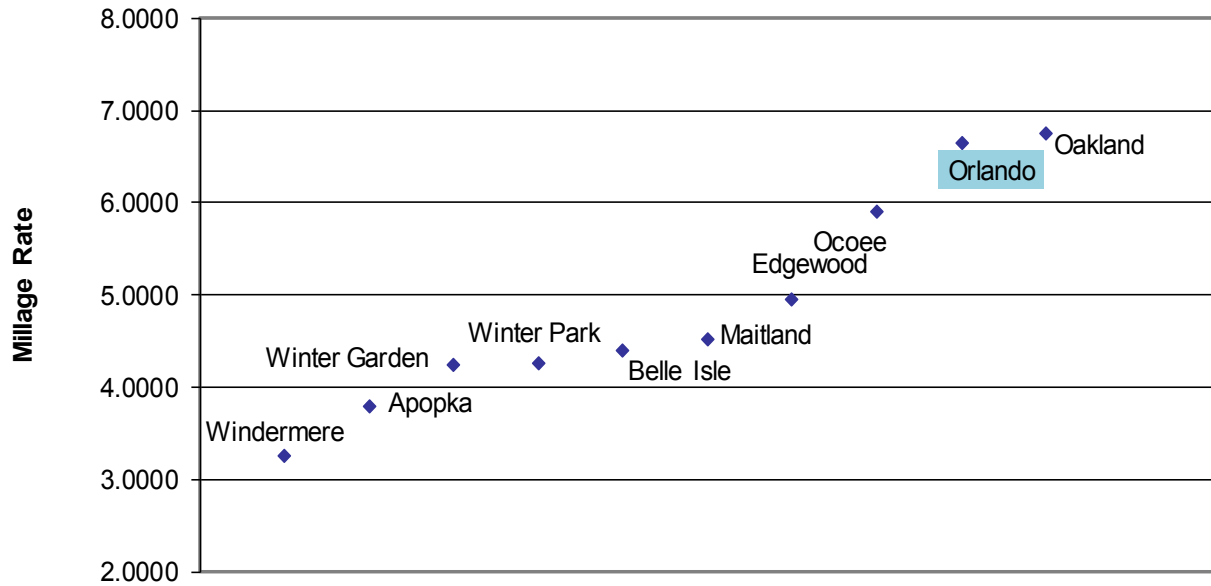 8.0000
7.0000
6.0000
5.0000
4.0000
3.0000
2.0000
Millage Rate
Windermere
Apopka
Winter Garden
Winter Park
Belle Isle
Maitland
Edgewood
Ocoee
Orlando
Oakland